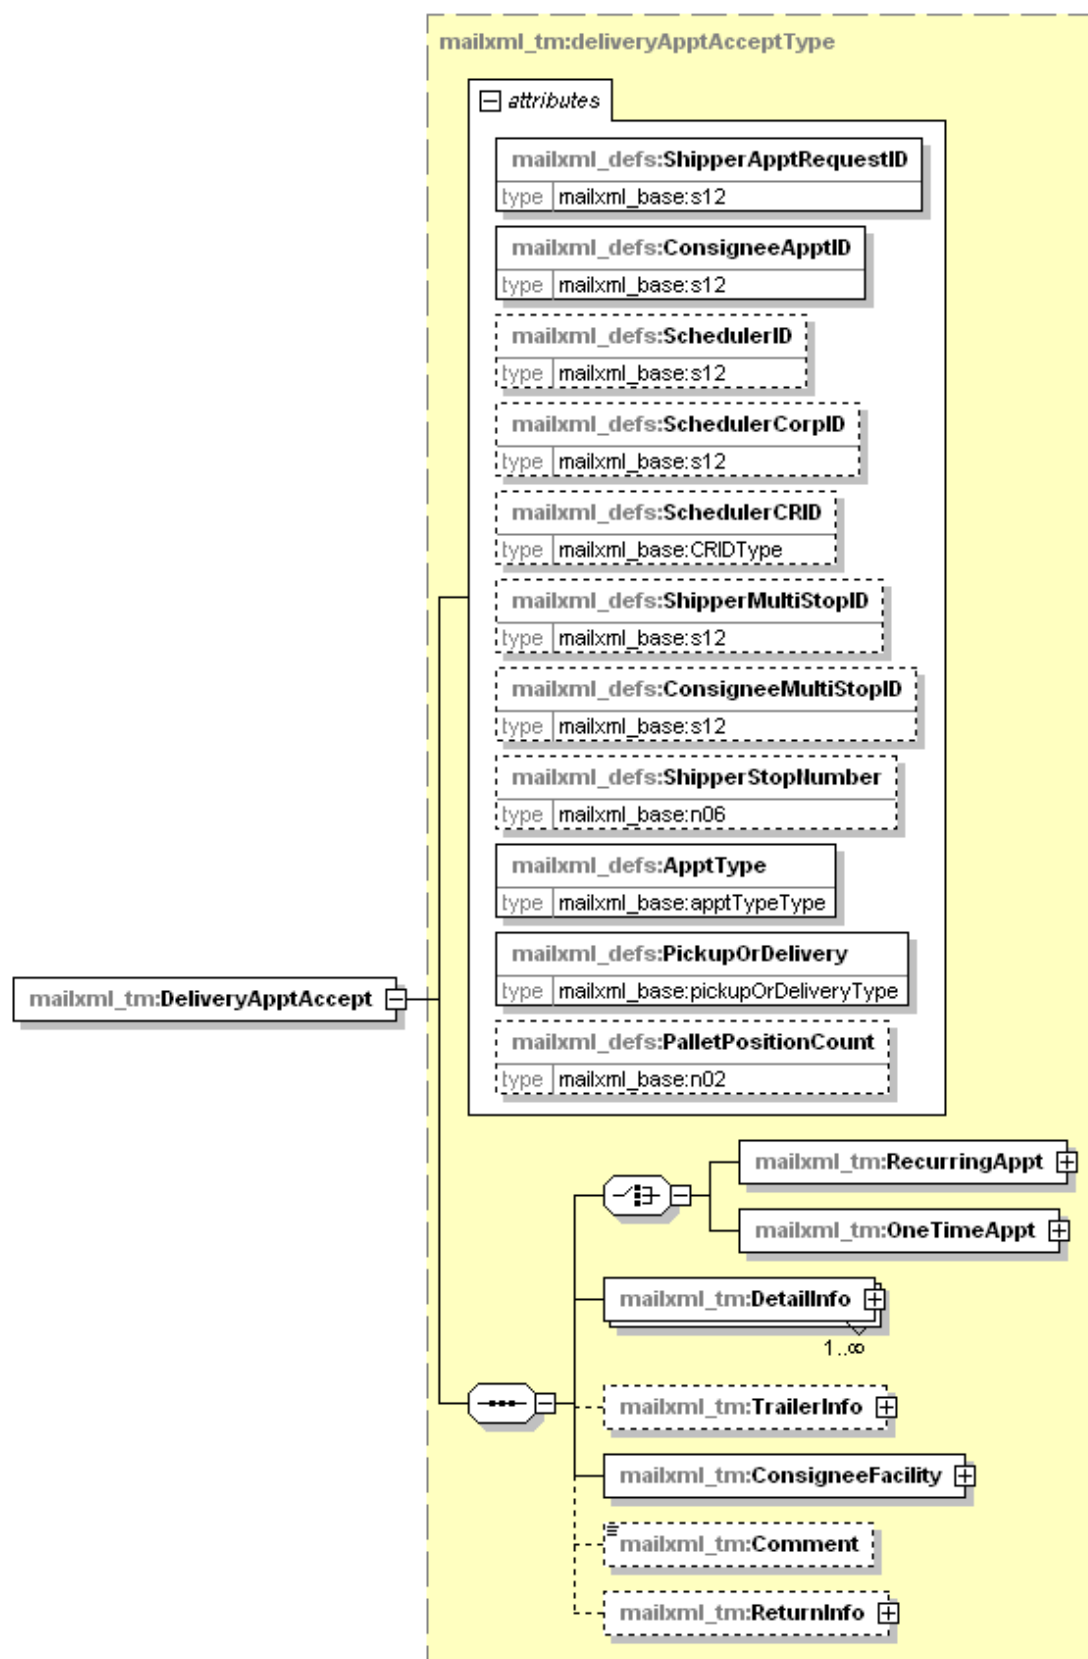 mailxml_tm:deliveryApptAcceptType
attributes
mailxml_defs:ShipperApptRequestID
type mailxml_base:s12
mailxml_defs:ConsigneeApptID
type mailxml_base:s12
mailxml_defs:SchedulerID
type mailxml_base:s12
mailxml_defs:SchedulerCorpID
type mailxml_base:s12
mailxml_defs:SchedulerCRID
type mailxml_base:CRIDType
mailxml_defs:ShipperMultiStopID
type mailxml_base:s12
mailxml_defs:ConsigneeMultiStopID
type mailxml_base:s12
mailxml_defs:ShipperStopNumber
type mailxml_base:n06
mailxml_defs:ApptType
type mailxml_base:apptTypeType
mailxml_defs:PickupOrDelivery
type mailxml_base:pickupOrDeliveryType
mailxml_tm:DeliveryApptAccept
mailxml_defs:PalletPositionCount
type mailxml_base:n02
mailxml_tm:RecurringAppt
mailxml_tm:OneTimeAppt
mailxml_tm:DetailInfo
1..∞
mailxml_tm:TrailerInfo
mailxml_tm:ConsigneeFacility
mailxml_tm:Comment
mailxml_tm:ReturnInfo